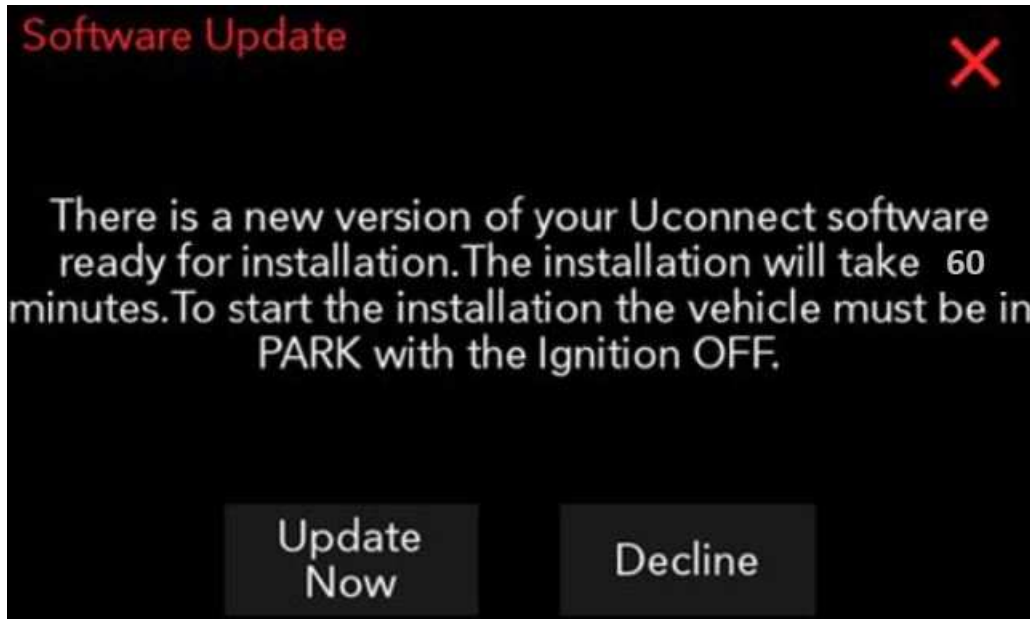 Software Update
There is a new version of your Uconnect software
ready for installation.The installation will take 60
minutes.To start the installation the vehicle must be in
PARK with the Ignition OFF.
Update
Now
Decline